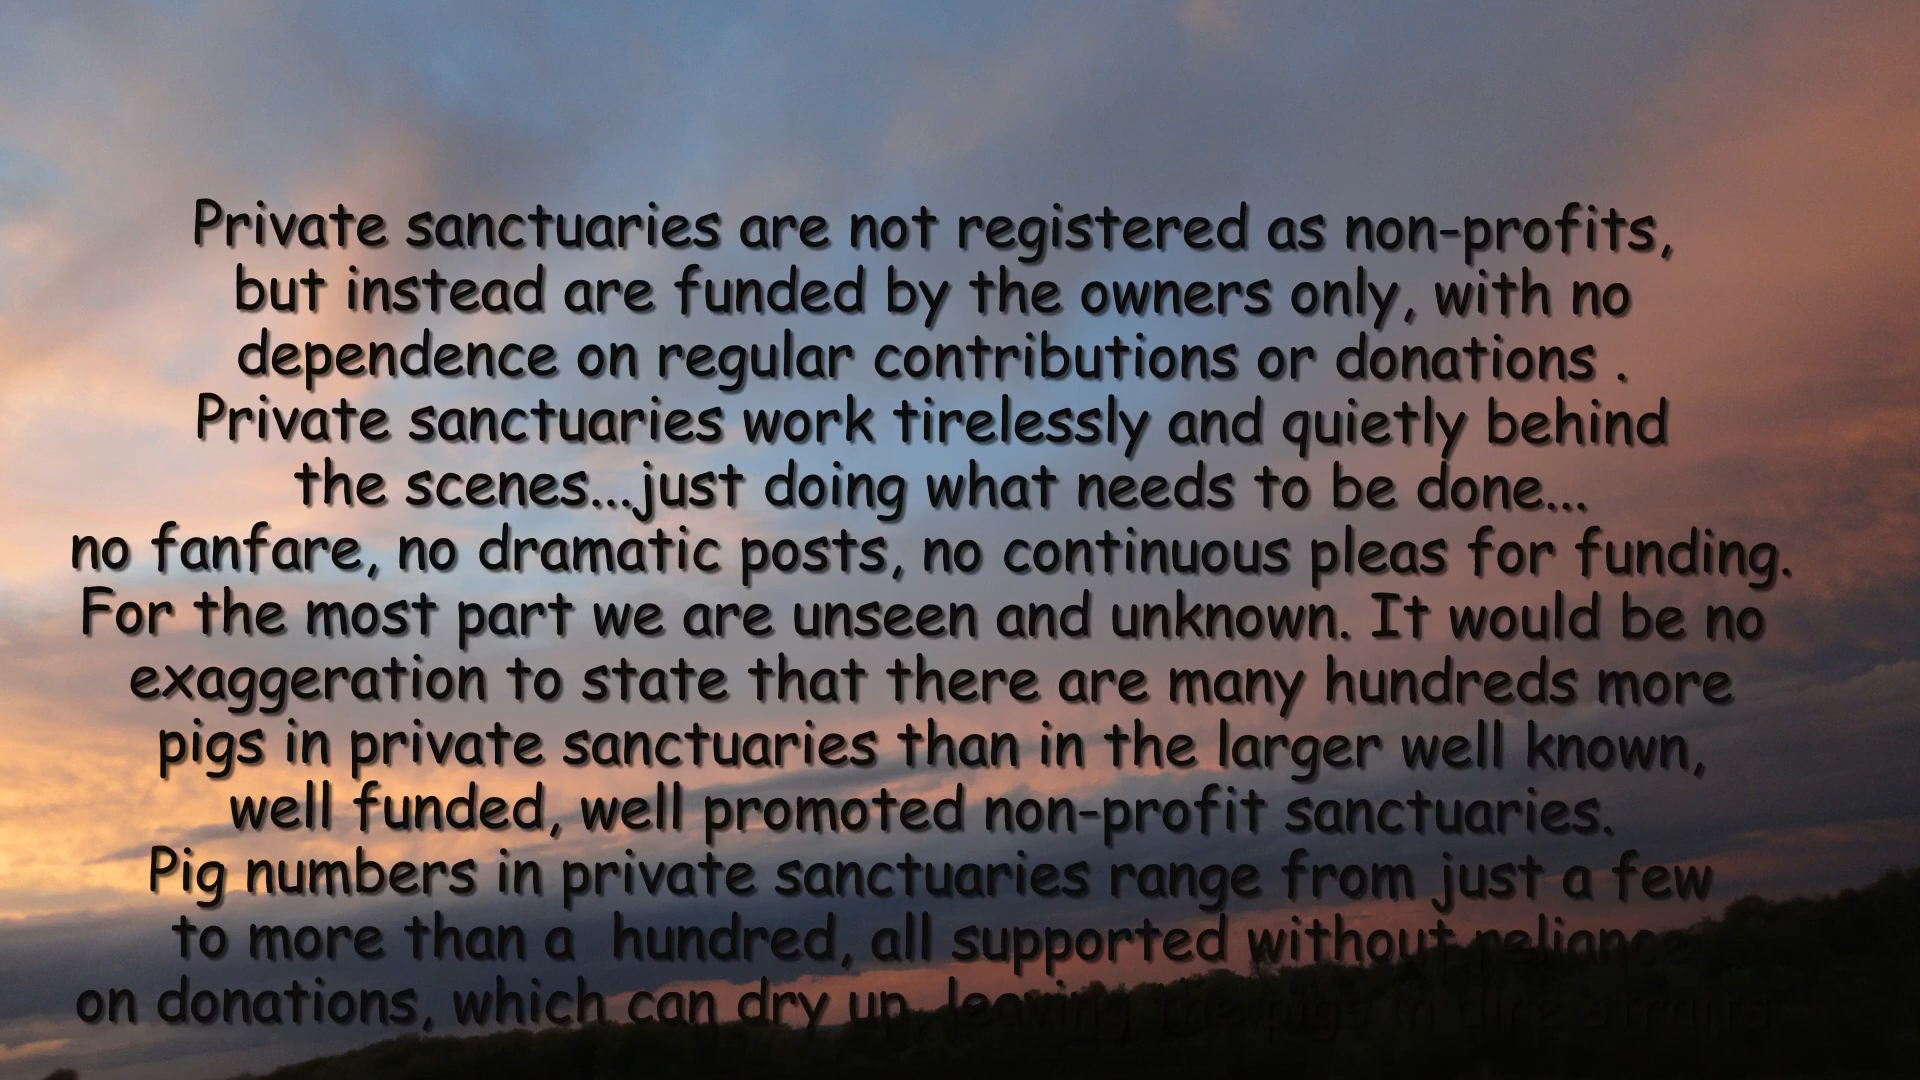 Private sanctuaries are not registered as non-profits,
but instead are funded by the owners only, with no
dependence on regular contributions or donations .
Private sanctuaries work tirelessly and quietly behind
the scenes...just doing what needs to be done...
no fanfare, no dramatic posts, no continuous pleas for funding.
For the most part we are unseen and unknown. It would be no
exaggeration to state that there are many hundreds more
pigs in private sanctuaries than in the larger well known,
well funded, well promoted non-profit sanctuaries.
Pig numbers in private sanctuaries range from just a few
to more than a  hundred, all supported without reliance
on donations, which can dry up, leaving the pigs in dire straits